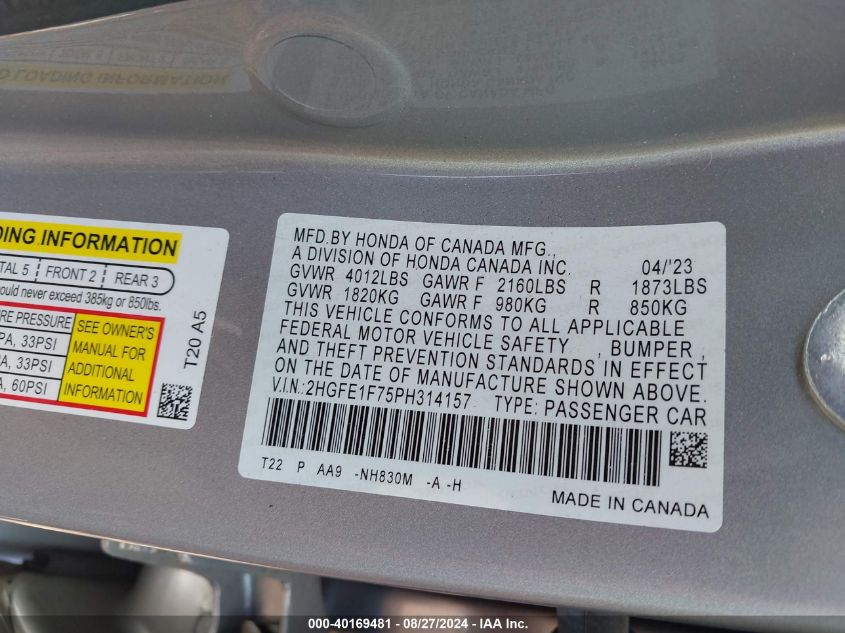 DING INFORMATION
TAL 5 FRONT 2 REAR 3
ould never exceed 385kg or 850lbs.
RE PRESSURE
PA, 33PSI
A, 33PSI
A, 60PSI
SEE OWNER'S
MANUAL FOR
ADDITIONAL
INFORMATION
T20 A5
MFD.BY HONDA OF CANADA MFG.,
A DIVISION OF HONDA CANADA INC. 04/'23
GVWR 4012LBS GAWR F 2160LBS R 1873LBS
GVWR 1820KG GAWR F 980KG R 850KG
THIS VEHICLE CONFORMS TO ALL APPLICABLE
FEDERAL MOTOR VEHICLE SAFETY , BUMPER ,
AND THEFT PREVENTION STANDARDS IN EFFECT
ON THE DATE OF MANUFACTURE SHOWN ABOVE.
V.I.N.:2HGFE1F75PH314157 TYPE: PASSENGER CAR
T22 P AA9 -NH830M -A -H
MADE IN CANADA
000-40169481 - 08/27/2024 - IAA Inc.